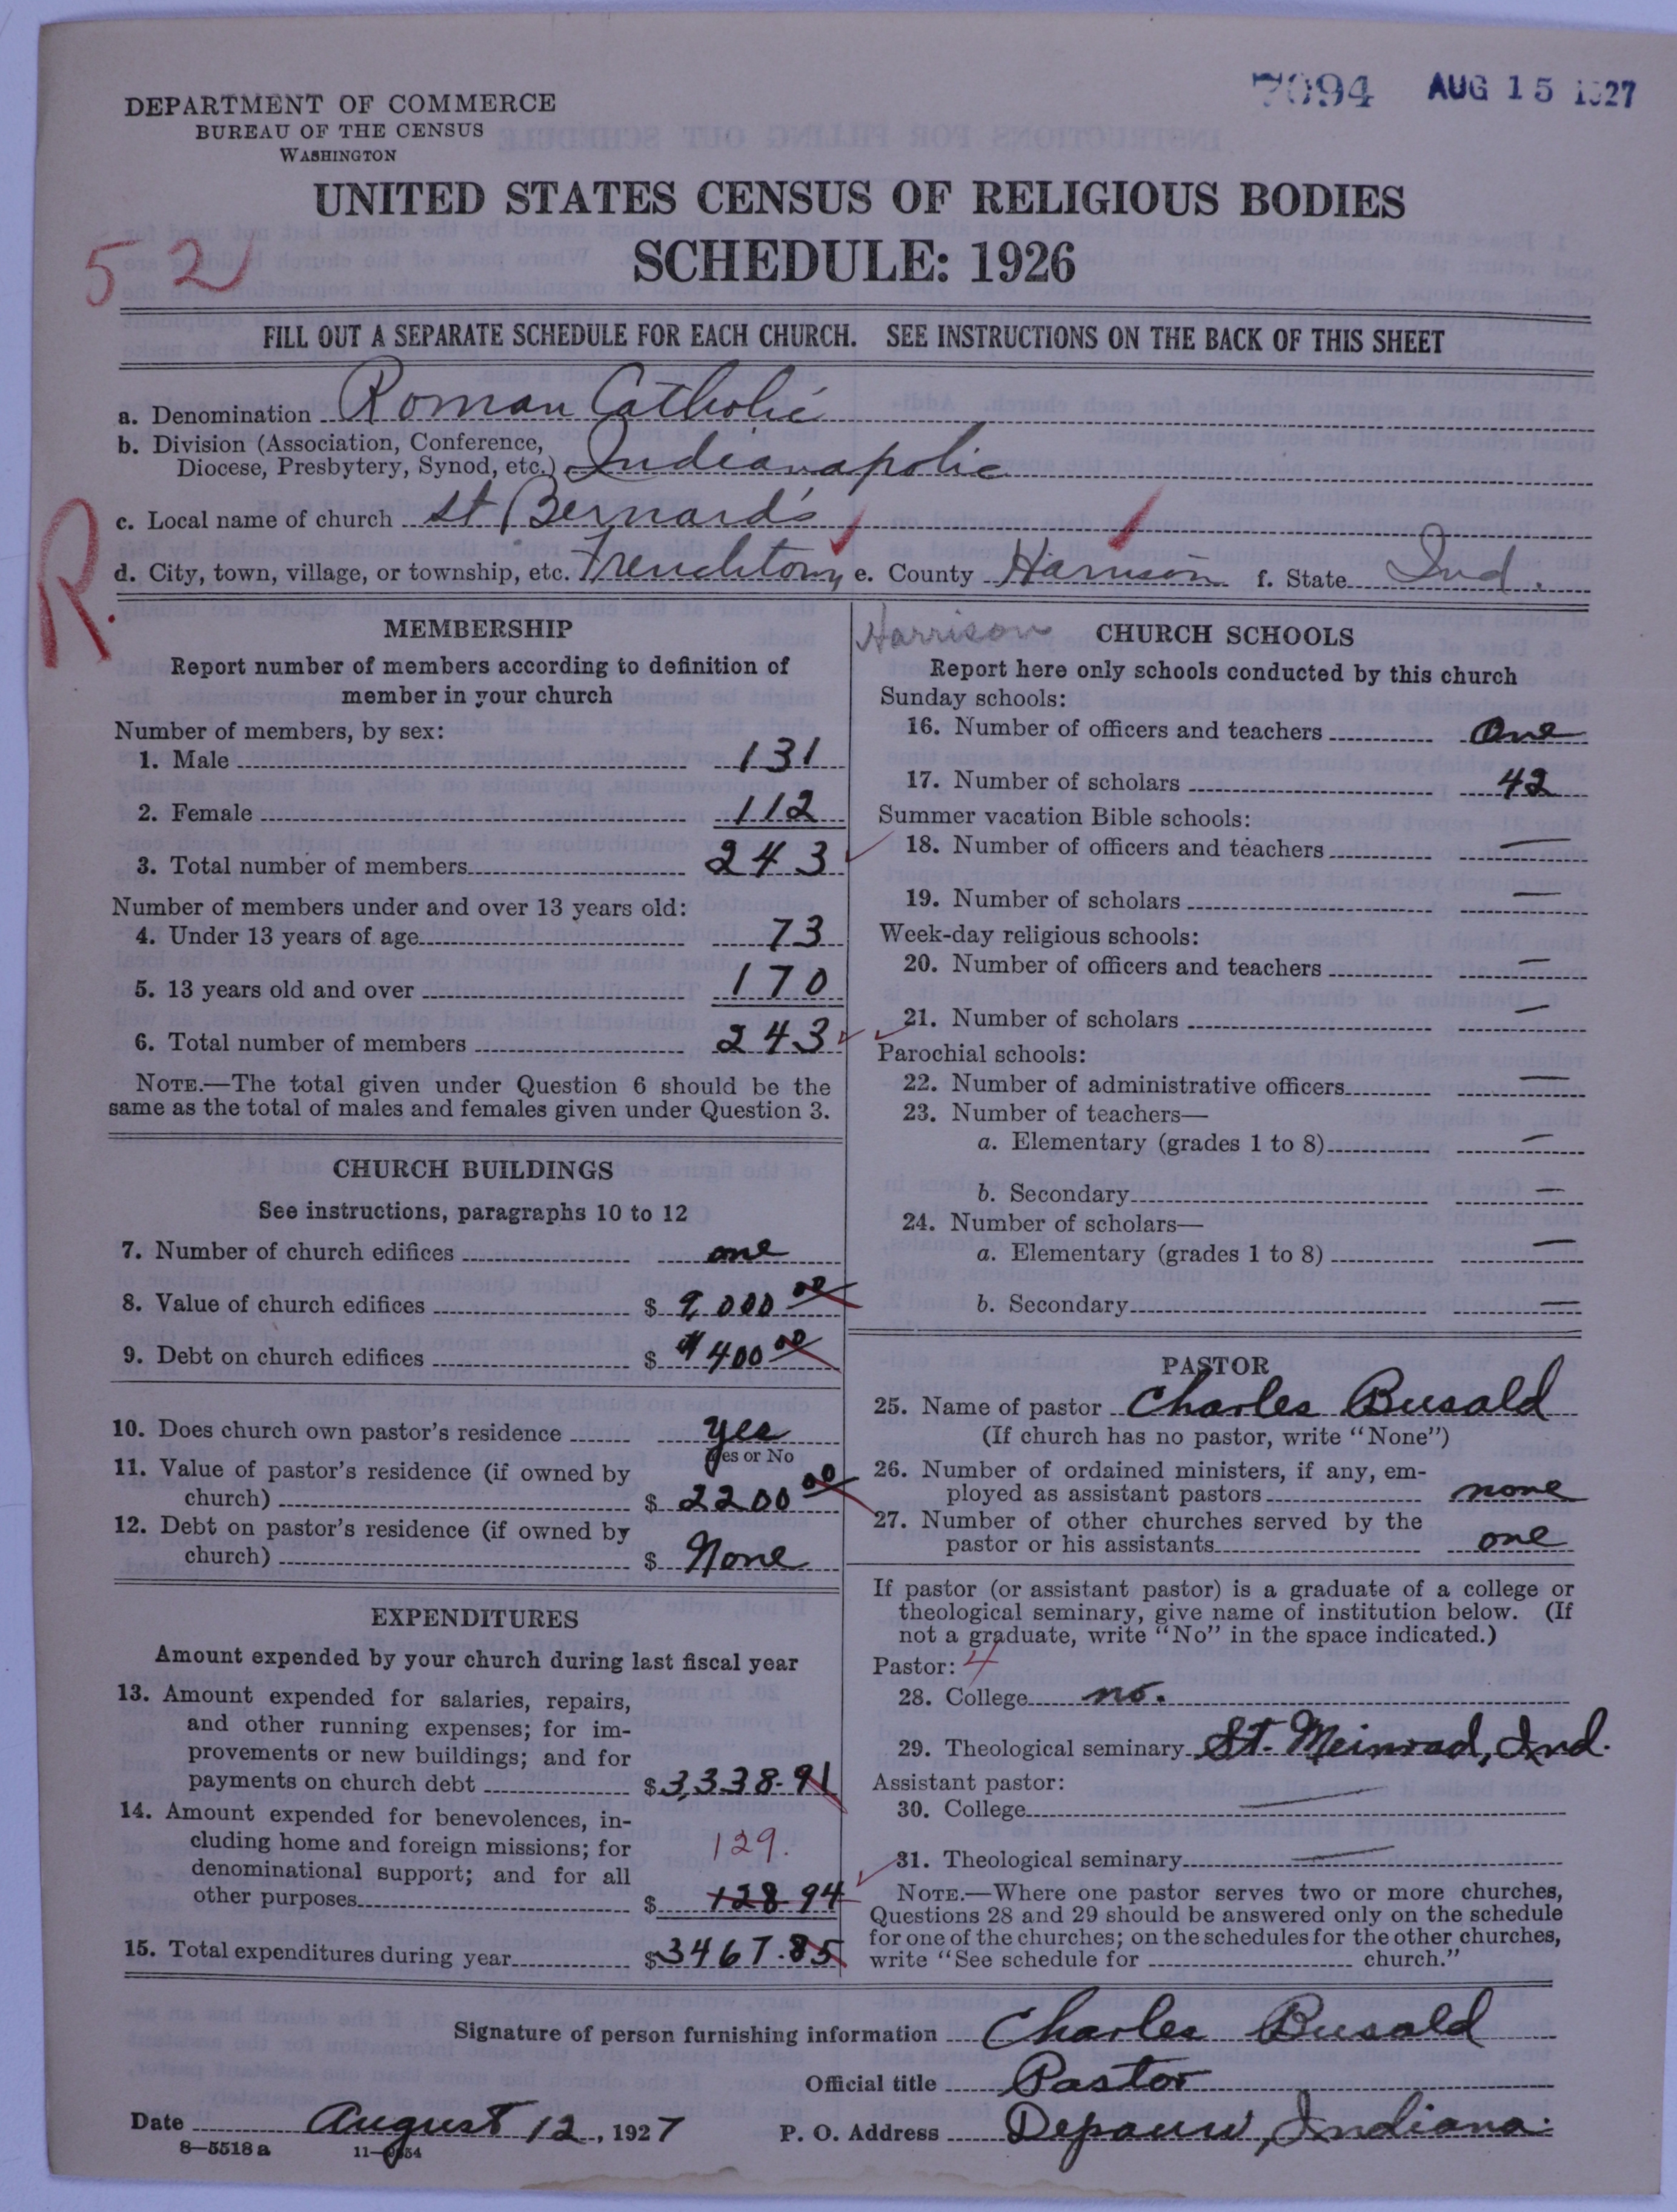 7094 AUG 15 1927
DEPARTMENT OF COMMERCE
BUREAU OF THE CENSUS
WASHINGTON
UNITED STATES CENSUS OF RELIGIOUS BODIES
SCHEDULE: 1926
52
FILL OUT A SEPARATE SCHEDULE FOR EACH CHURCH. SEE INSTRUCTIONS ON THE BACK OF THIS SHEET
a. Denomination Roman Catholic
b. Division (Association, Conference,
Diocese, Presbytery, Synod, etc.) Indianapolis
c. Local name of church St Bernard's
d. City, town, village, or township, etc. Frenchtown e. County Harrison f. State Ind.
R.
MEMBERSHIP
Report number of members according to definition of
member in your church
Number of members, by sex:
1. Male 131
2. Female 112
3. Total number of members 243
Number of members under and over 13 years old:
4. Under 13 years of age 73
5. 13 years old and over 170
6. Total number of members 243
NOTE.—The total given under Question 6 should be the
same as the total of males and females given under Question 3.
CHURCH BUILDINGS
See instructions, paragraphs 10 to 12
7. Number of church edifices one
8. Value of church edifices $ 9000 00
9. Debt on church edifices $ 400 00
10. Does church own pastor's residence yes
Yes or No
11. Value of pastor's residence (if owned by
church) $ 2200 00
12. Debt on pastor's residence (if owned by
church) $ None
EXPENDITURES
Amount expended by your church during last fiscal year
13. Amount expended for salaries, repairs,
and other running expenses; for im-
provements or new buildings; and for
payments on church debt $ 3,338.91
14. Amount expended for benevolences, in-
cluding home and foreign missions; for 129.
denominational support; and for all
other purposes $ 128 94
15. Total expenditures during year $ 3467.85
Harrison CHURCH SCHOOLS
Report here only schools conducted by this church
Sunday schools:
16. Number of officers and teachers One
17. Number of scholars 42
Summer vacation Bible schools:
18. Number of officers and teachers —
19. Number of scholars —
Week-day religious schools:
20. Number of officers and teachers —
21. Number of scholars —
Parochial schools:
22. Number of administrative officers —
23. Number of teachers—
a. Elementary (grades 1 to 8) —
b. Secondary —
24. Number of scholars—
a. Elementary (grades 1 to 8) —
b. Secondary —
PASTOR
25. Name of pastor Charles Busald
(If church has no pastor, write "None")
26. Number of ordained ministers, if any, em-
ployed as assistant pastors none
27. Number of other churches served by the
pastor or his assistants one
If pastor (or assistant pastor) is a graduate of a college or
theological seminary, give name of institution below. (If
not a graduate, write "No" in the space indicated.)
Pastor: 4
28. College no.
29. Theological seminary St. Meinrad, Ind.
Assistant pastor:
30. College —
31. Theological seminary —
NOTE.—Where one pastor serves two or more churches,
Questions 28 and 29 should be answered only on the schedule
for one of the churches; on the schedules for the other churches,
write "See schedule for church."
Signature of person furnishing information Charles Busald
Official title Pastor
Date August 12, 1927 P. O. Address Depauw, Indiana.
8—5518 a